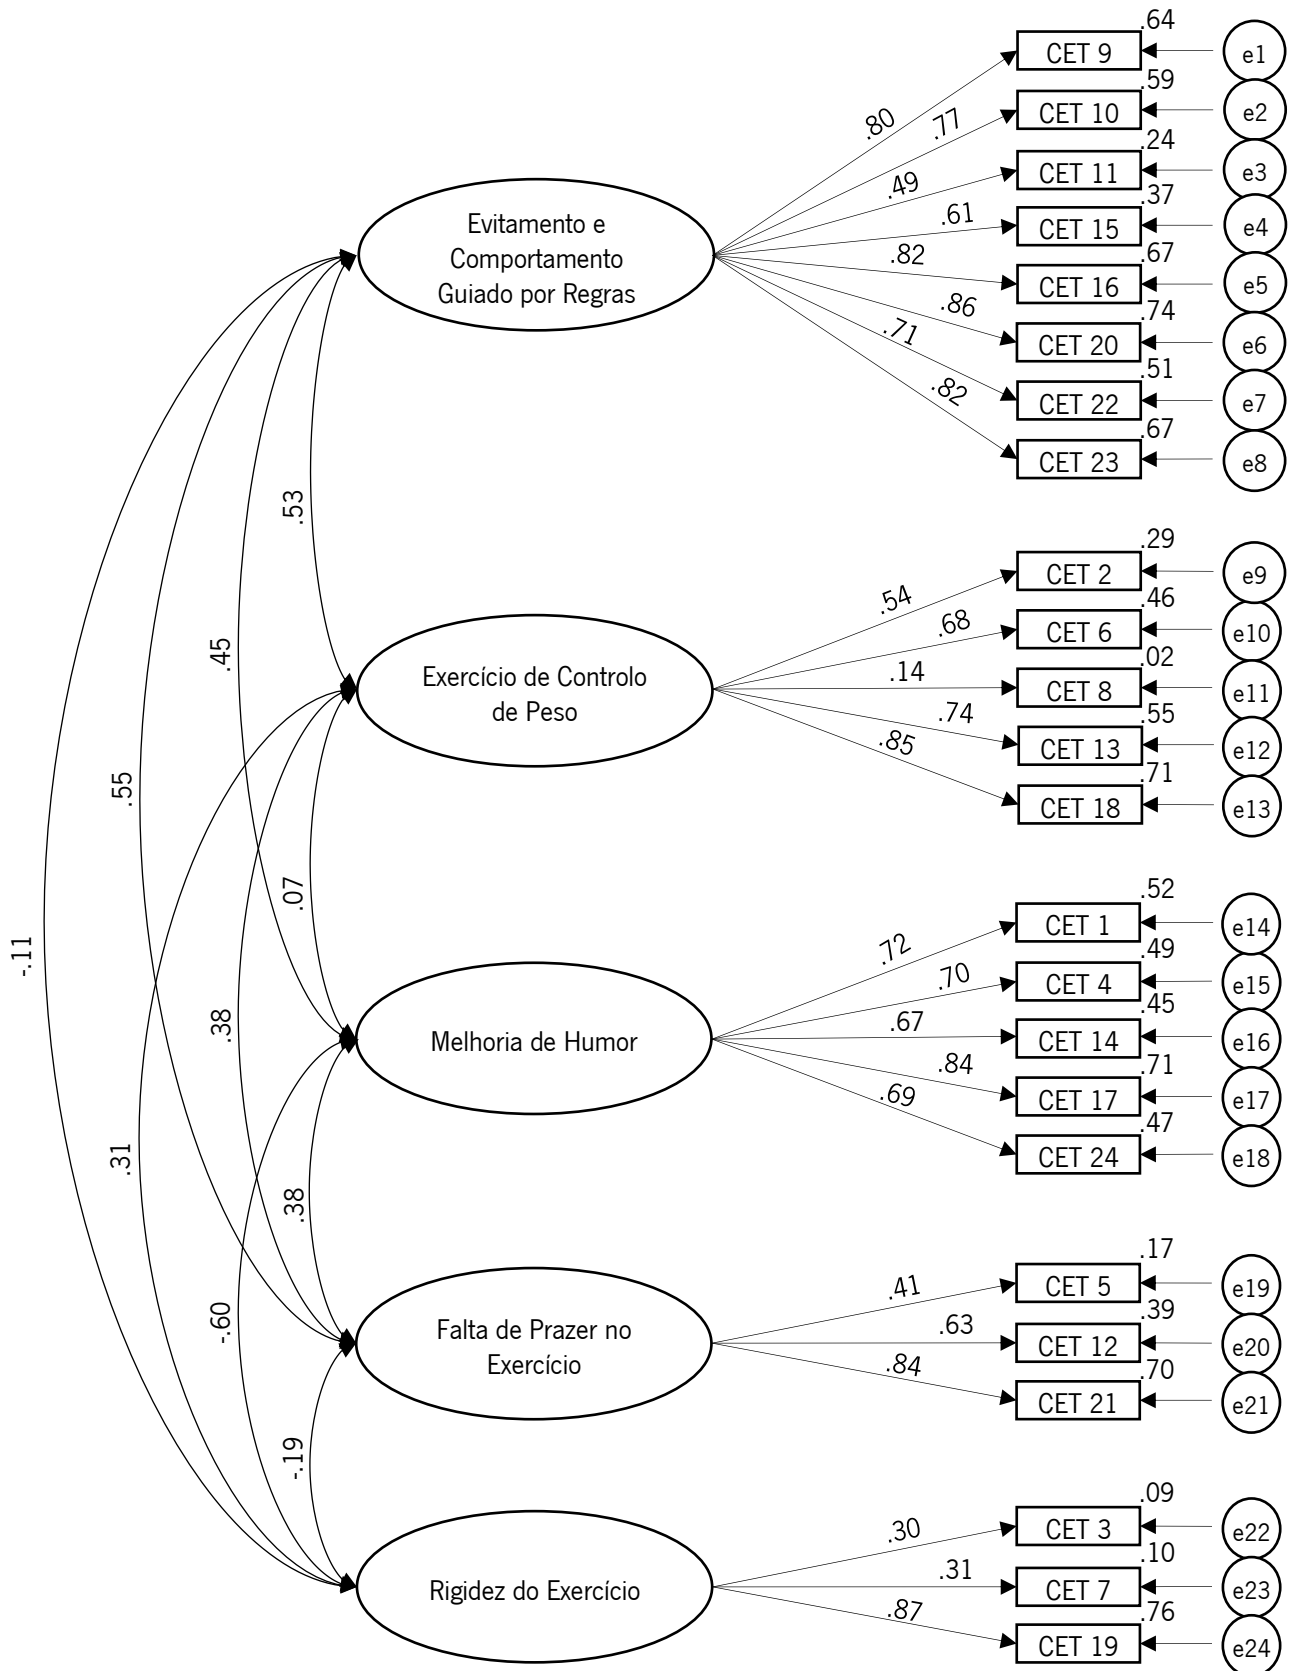 .64
CET 9
e1
.80
.59
CET 10
e2
.77
.24
CET 11
e3
.49
.37
CET 15
e4
.61
.67
CET 16
e5
.82
.74
CET 20
e6
.86
.51
CET 22
e7
.71
.67
CET 23
e8
.82
Evitamento e
Comportamento
Guiado por Regras
.53
.45
.55
-.11
.29
CET 2
e9
.54
.46
CET 6
e10
.68
.02
CET 8
e11
.14
.55
CET 13
e12
.74
.71
CET 18
e13
.85
Exercício de Controlo
de Peso
.07
.38
.31
.52
CET 1
e14
.72
.49
CET 4
e15
.70
.45
CET 14
e16
.67
.71
CET 17
e17
.84
.47
CET 24
e18
.69
Melhoria de Humor
.38
-.60
.17
CET 5
e19
.41
.39
CET 12
e20
.63
.70
CET 21
e21
.84
Falta de Prazer no
Exercício
-.19
.09
CET 3
e22
.30
.10
CET 7
e23
.31
.76
CET 19
e24
.87
Rigidez do Exercício